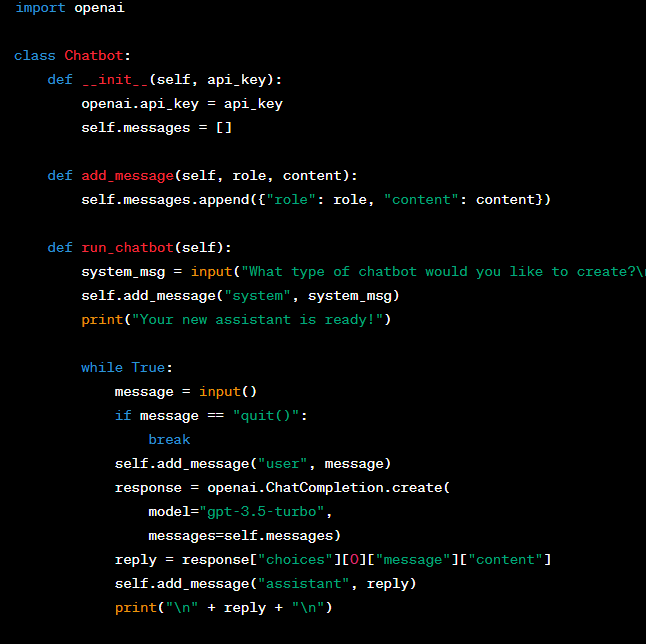 import openai

class Chatbot:
    def __init__(self, api_key):
        openai.api_key = api_key
        self.messages = []

    def add_message(self, role, content):
        self.messages.append({"role": role, "content": content})

    def run_chatbot(self):
        system_msg = input("What type of chatbot would you like to create?\
        self.add_message("system", system_msg)
        print("Your new assistant is ready!")

        while True:
            message = input()
            if message == "quit()":
                break
            self.add_message("user", message)
            response = openai.ChatCompletion.create(
                model="gpt-3.5-turbo",
                messages=self.messages)
            reply = response["choices"][0]["message"]["content"]
            self.add_message("assistant", reply)
            print("\n" + reply + "\n")